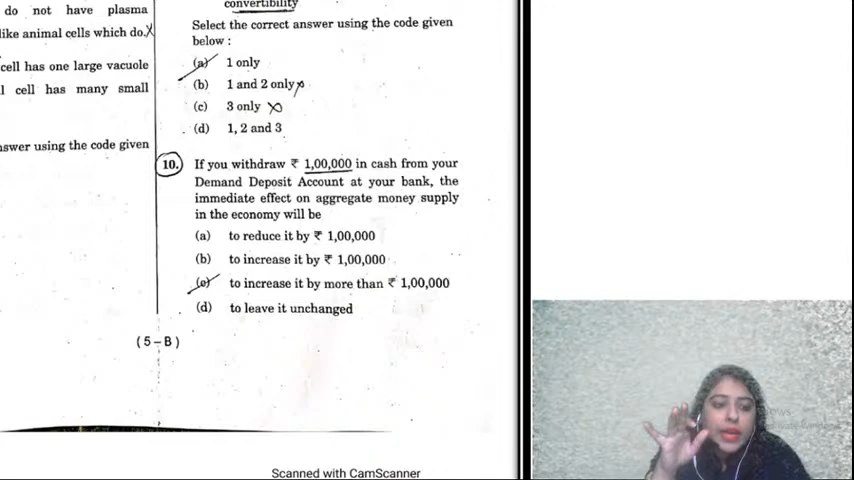 do not have plasma
like animal cells which do.
cell has one large vacuole
l cell has many small
nswer using the code given
convertibility
Select the correct answer using the code given
below :
(a) 1 only
(b) 1 and 2 only
(c) 3 only
(d) 1, 2 and 3
10. If you withdraw ₹ 1,00,000 in cash from your
Demand Deposit Account at your bank, the
immediate effect on aggregate money supply
in the economy will be
(a) to reduce it by ₹ 1,00,000
(b) to increase it by ₹ 1,00,000
(c) to increase it by more than ₹ 1,00,000
(d) to leave it unchanged
(5–B)
Scanned with CamScanner